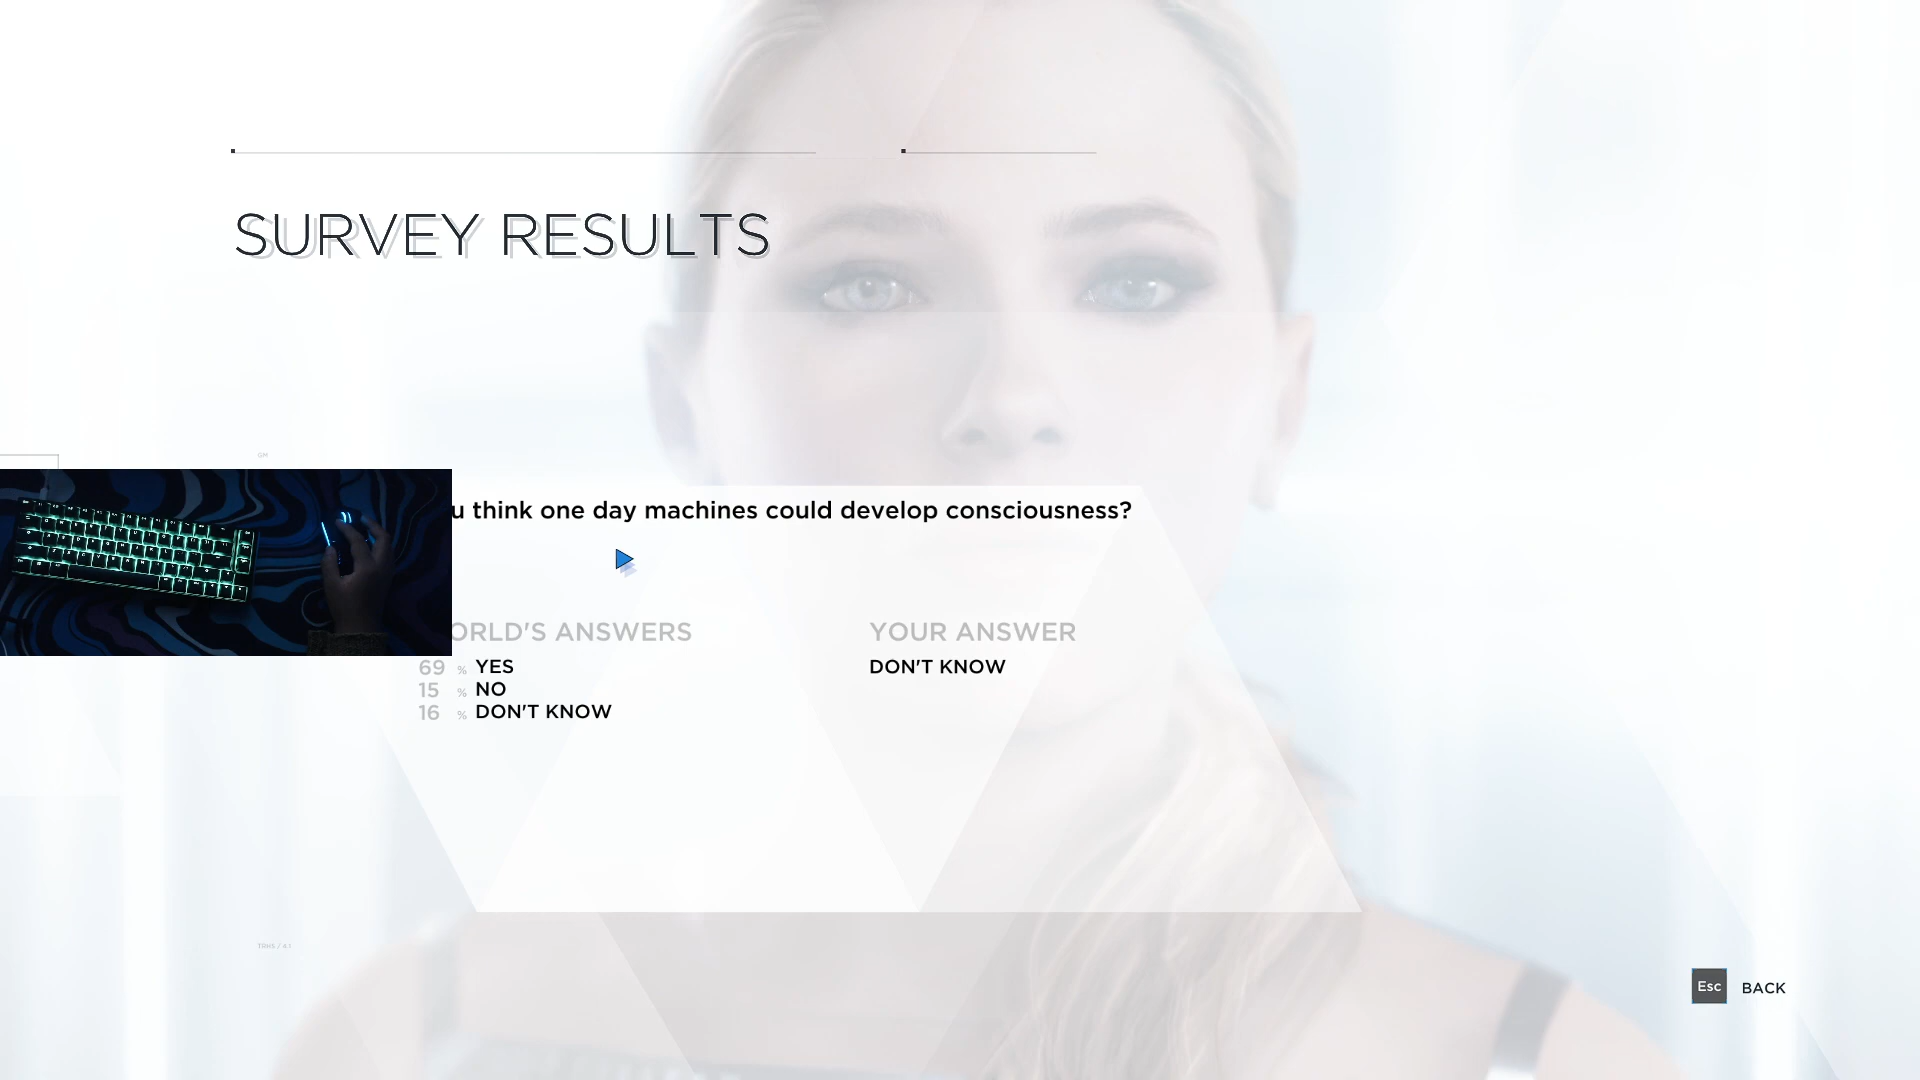 SURVEY RESULTS
GM
u think one day machines could develop consciousness?
ORLD'S ANSWERS
69 % YES
15 % NO
16 % DON'T KNOW
YOUR ANSWER
DON'T KNOW
Esc BACK